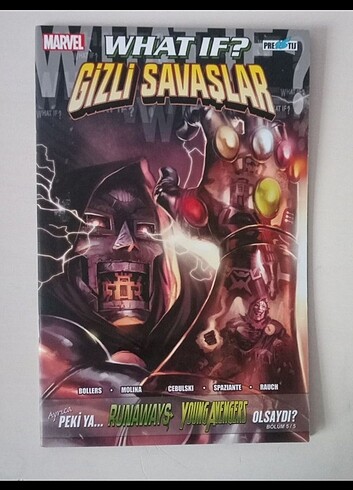 MARVEL
WHAT IF?
GİZLİ SAVAŞLAR
BOLLERS • MOLINA CEBULSKI • SPAZIANTE • RAUCH
Ayrıca
PEKİ YA... RUNAWAYS YOUNG AVENGERS OLSAYDI?
BÖLÜM 5/5